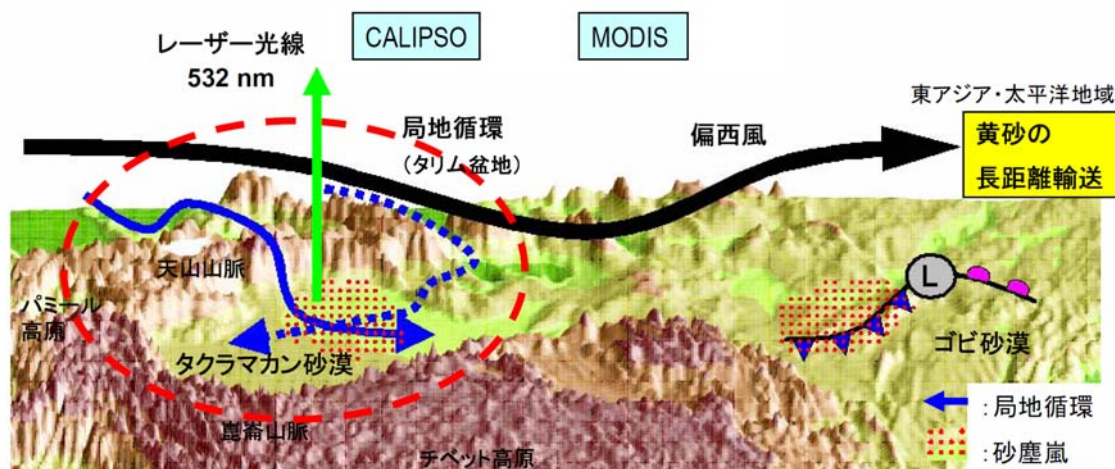 CALIPSO
MODIS
レーザー光線
532 nm
東アジア・太平洋地域
黄砂の
長距離輸送
局地循環
(タリム盆地)
偏西風
天山山脈
パミール
高原
タクラマカン砂漠
L
ゴビ砂漠
崑崙山脈
チベット高原
:局地循環
:砂塵嵐